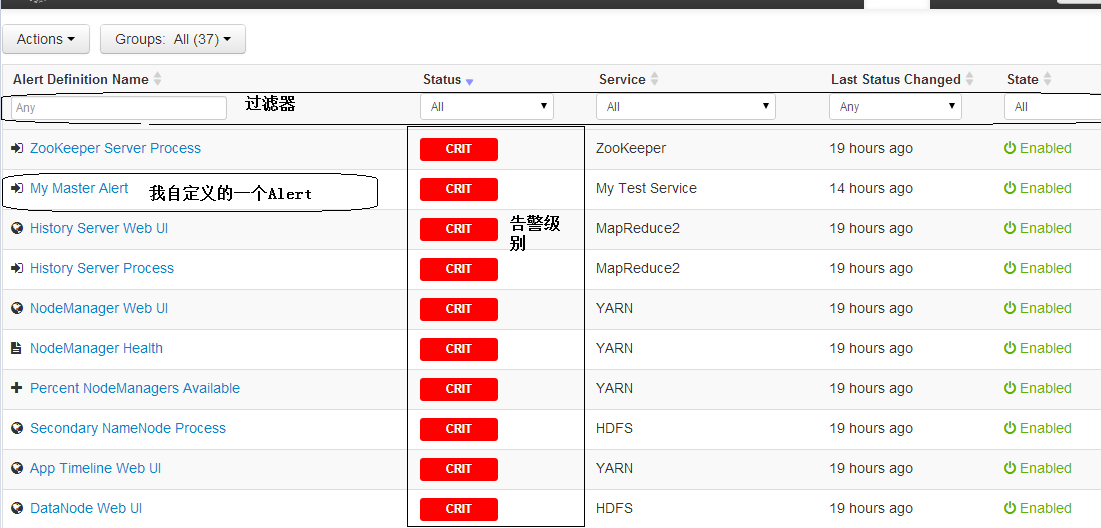 Actions Groups: All (37)
Alert Definition Name Status Service Last Status Changed State
Any 过滤器 All All Any All
ZooKeeper Server Process CRIT ZooKeeper 19 hours ago Enabled
My Master Alert 我自定义的一个Alert CRIT My Test Service 14 hours ago Enabled
History Server Web UI CRIT 告警级 MapReduce2 19 hours ago Enabled
别
History Server Process CRIT MapReduce2 19 hours ago Enabled
NodeManager Web UI CRIT YARN 19 hours ago Enabled
NodeManager Health CRIT YARN 19 hours ago Enabled
Percent NodeManagers Available CRIT YARN 19 hours ago Enabled
Secondary NameNode Process CRIT HDFS 19 hours ago Enabled
App Timeline Web UI CRIT YARN 19 hours ago Enabled
DataNode Web UI CRIT HDFS 19 hours ago Enabled